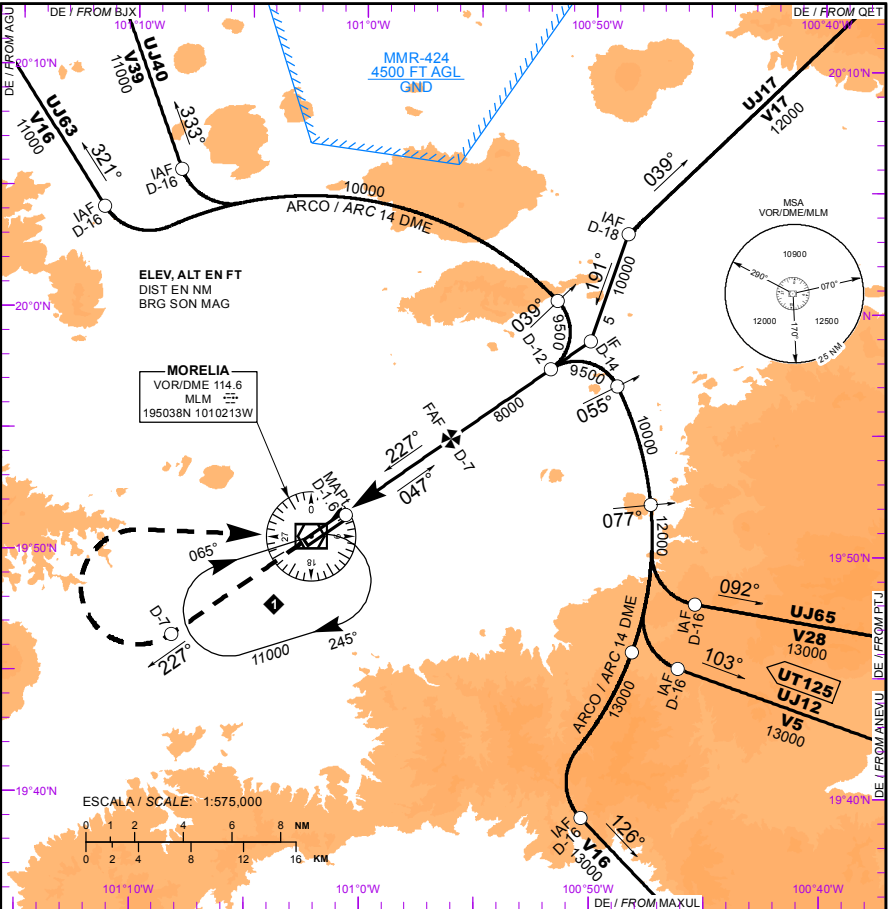 DE / FROM BJX
DE / FROM AGU
DE / FROM QET
101°10'W
100°50'W
100°40'W
20°10'N
20°10'N
UJ40
V39
11000
333°
IAF
D-16
UJ63
V16
11000
321°
IAF
D-16
MMR-424
4500 FT AGL
GND
UJ17
V17
12000
039°
IAF
D-18
191°
10000
5
10000
ARCO / ARC 14 DME
MSA
VOR/DME/MLM
10900
290°
070°
12000
12500
170°
25 NM
ELEV, ALT EN FT
DIST EN NM
BRG SON MAG
20°0'N
N
039°
9500
D-12
IF
D-14
9500
055°
8000
10000
MORELIA
VOR/DME 114.6
MLM
195038N 1010213W
FAF
D-7
227°
047°
MAPt
D-1.6
0
27
18
077°
12000
19°50'N
19°50'N
065°
1
D-7
227°
11000
245°
092°
IAF
D-16
UJ65
V28
13000
DE / FROM PTJ
103°
IAF
D-16
UT125
UJ12
V5
13000
DE / FROM ANEVU
ARCO / ARC 14 DME
13000
19°40'N
19°40'N
ESCALA / SCALE: 1:575,000
0 1 2 4 6 8 NM
0 2 4 8 12 16 KM
IAF
D-16
126°
V16
13000
101°10'W
101°0'W
100°50'W
100°40'W
DE / FROM MAXUL